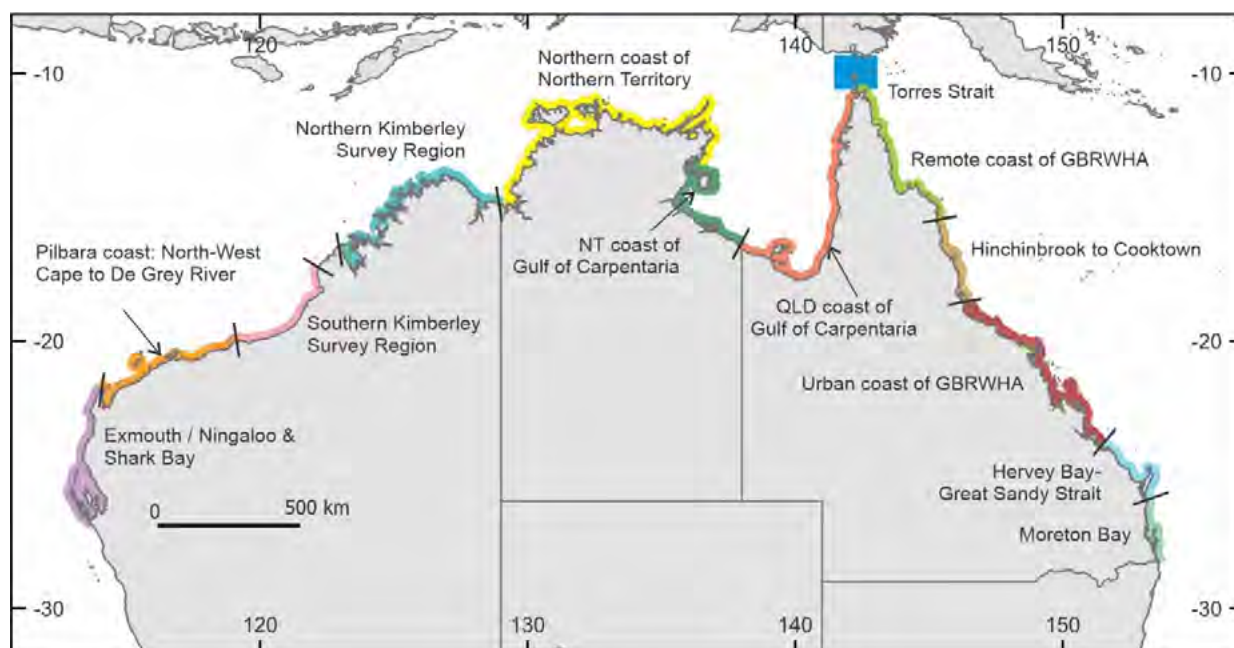 120
140
150
-10
-10
Northern coast of
Northern Territory
Torres Strait
Northern Kimberley
Survey Region
Remote coast of GBRWHA
Pilbara coast: North-West
Cape to De Grey River
NT coast of
Gulf of Carpentaria
Hinchinbrook to Cooktown
QLD coast of
Gulf of Carpentaria
Southern Kimberley
Survey Region
-20
-20
Urban coast of GBRWHA
Exmouth / Ningaloo &
Shark Bay
Hervey Bay-
Great Sandy Strait
0
500 km
Moreton Bay
-30
-30
120
130
140
150